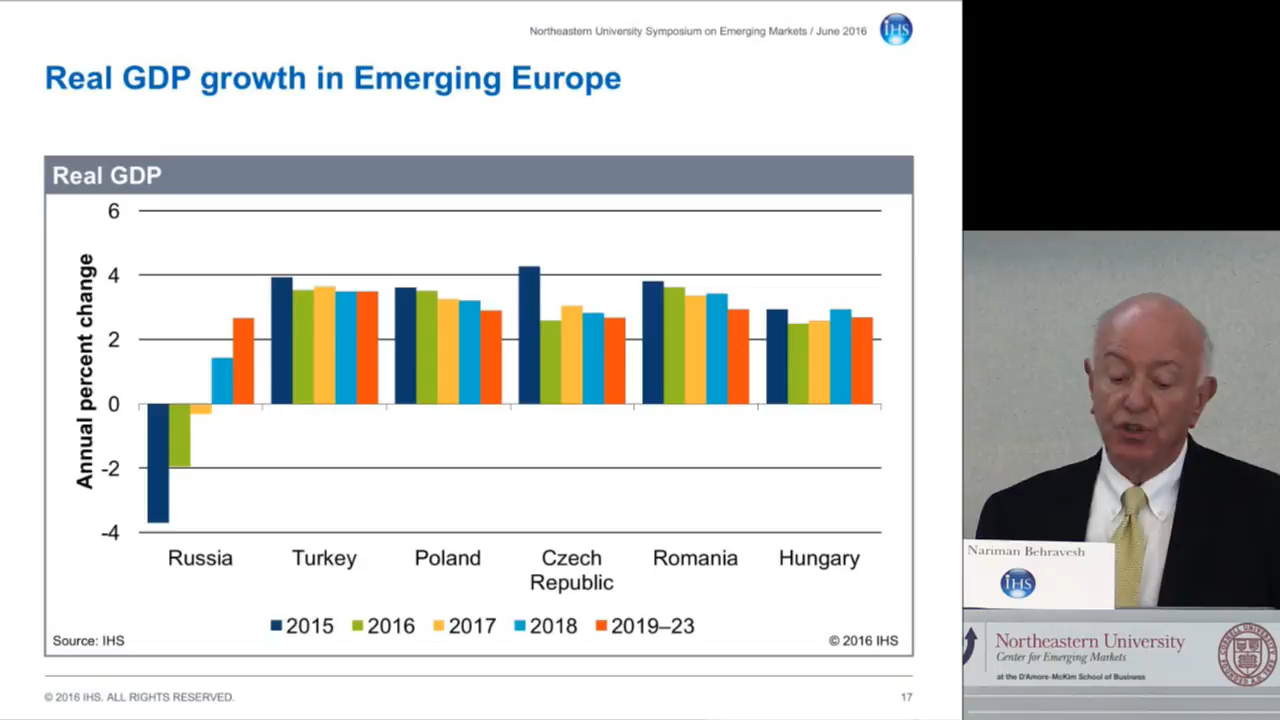 Northeastern University Symposium on Emerging Markets / June 2016
IHS
Real GDP growth in Emerging Europe
Real GDP
6
4
2
0
-2
-4
Annual percent change
Russia
Turkey
Poland
Czech
Republic
Romania
Hungary
2015
2016
2017
2018
2019–23
Source: IHS
© 2016 IHS
© 2016 IHS. ALL RIGHTS RESERVED.
17
Nariman Behravesh
IHS
Northeastern University
Center for Emerging Markets
at the D'Amore-McKim School of Business